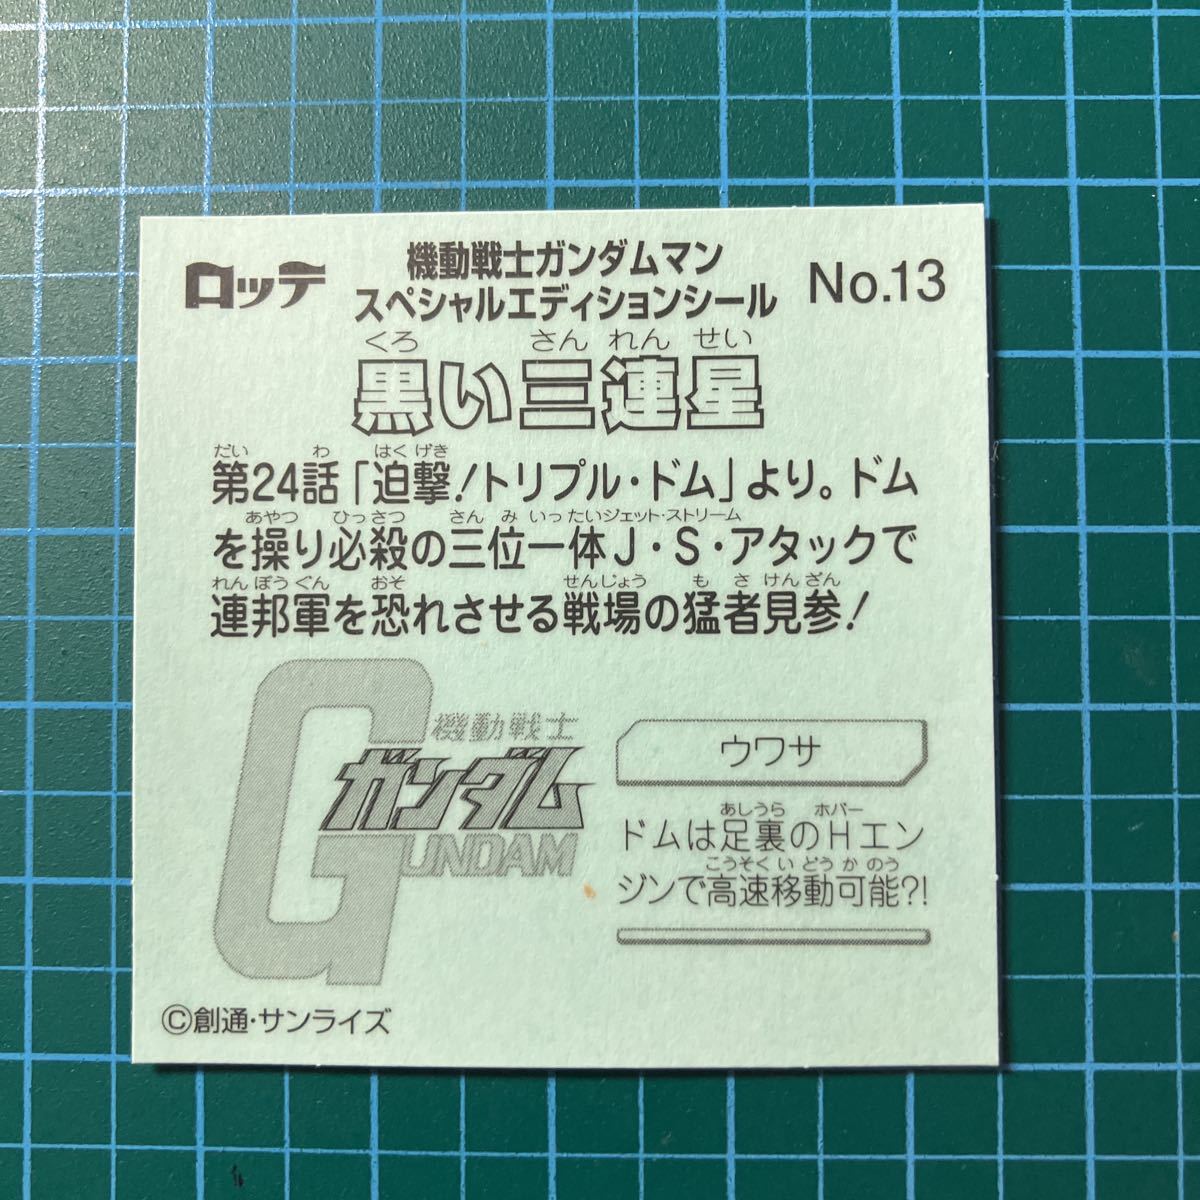 ロッテ
機動戦士ガンダムマン
スペシャルエディションシール
No.13
くろ さん れん せい
黒い三連星
だい わ はくげき
第24話「迫撃!トリプル・ドム」より。ドム
あやつ ひっさつ さん み いったい ジェット・ストリーム
を操り必殺の三位一体J・S・アタックで
れんぽうぐん おそ せんじょう も さ けんざん
連邦軍を恐れさせる戦場の猛者見参!
G
機動戦士
ガンダム
GUNDAM
ウワサ
あしうら ホバー
ドムは足裏のHエン
こうそく い どう か のう
ジンで高速移動可能?!
©創通・サンライズ